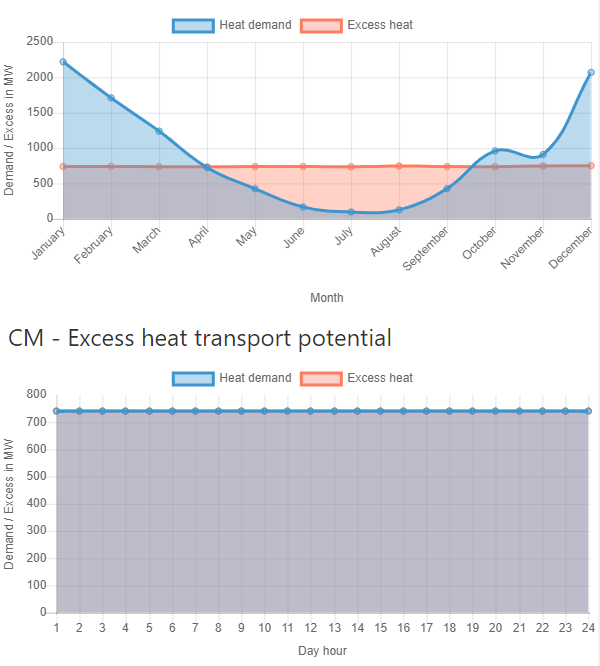 Heat demand Excess heat
Demand / Excess in MW
2500
2000
1500
1000
500
0
January February March April May June July August September October November December
Month
CM - Excess heat transport potential
Heat demand Excess heat
Demand / Excess in MW
800
700
600
500
400
300
200
100
0
1 2 3 4 5 6 7 8 9 10 11 12 13 14 15 16 17 18 19 20 21 22 23 24
Day hour